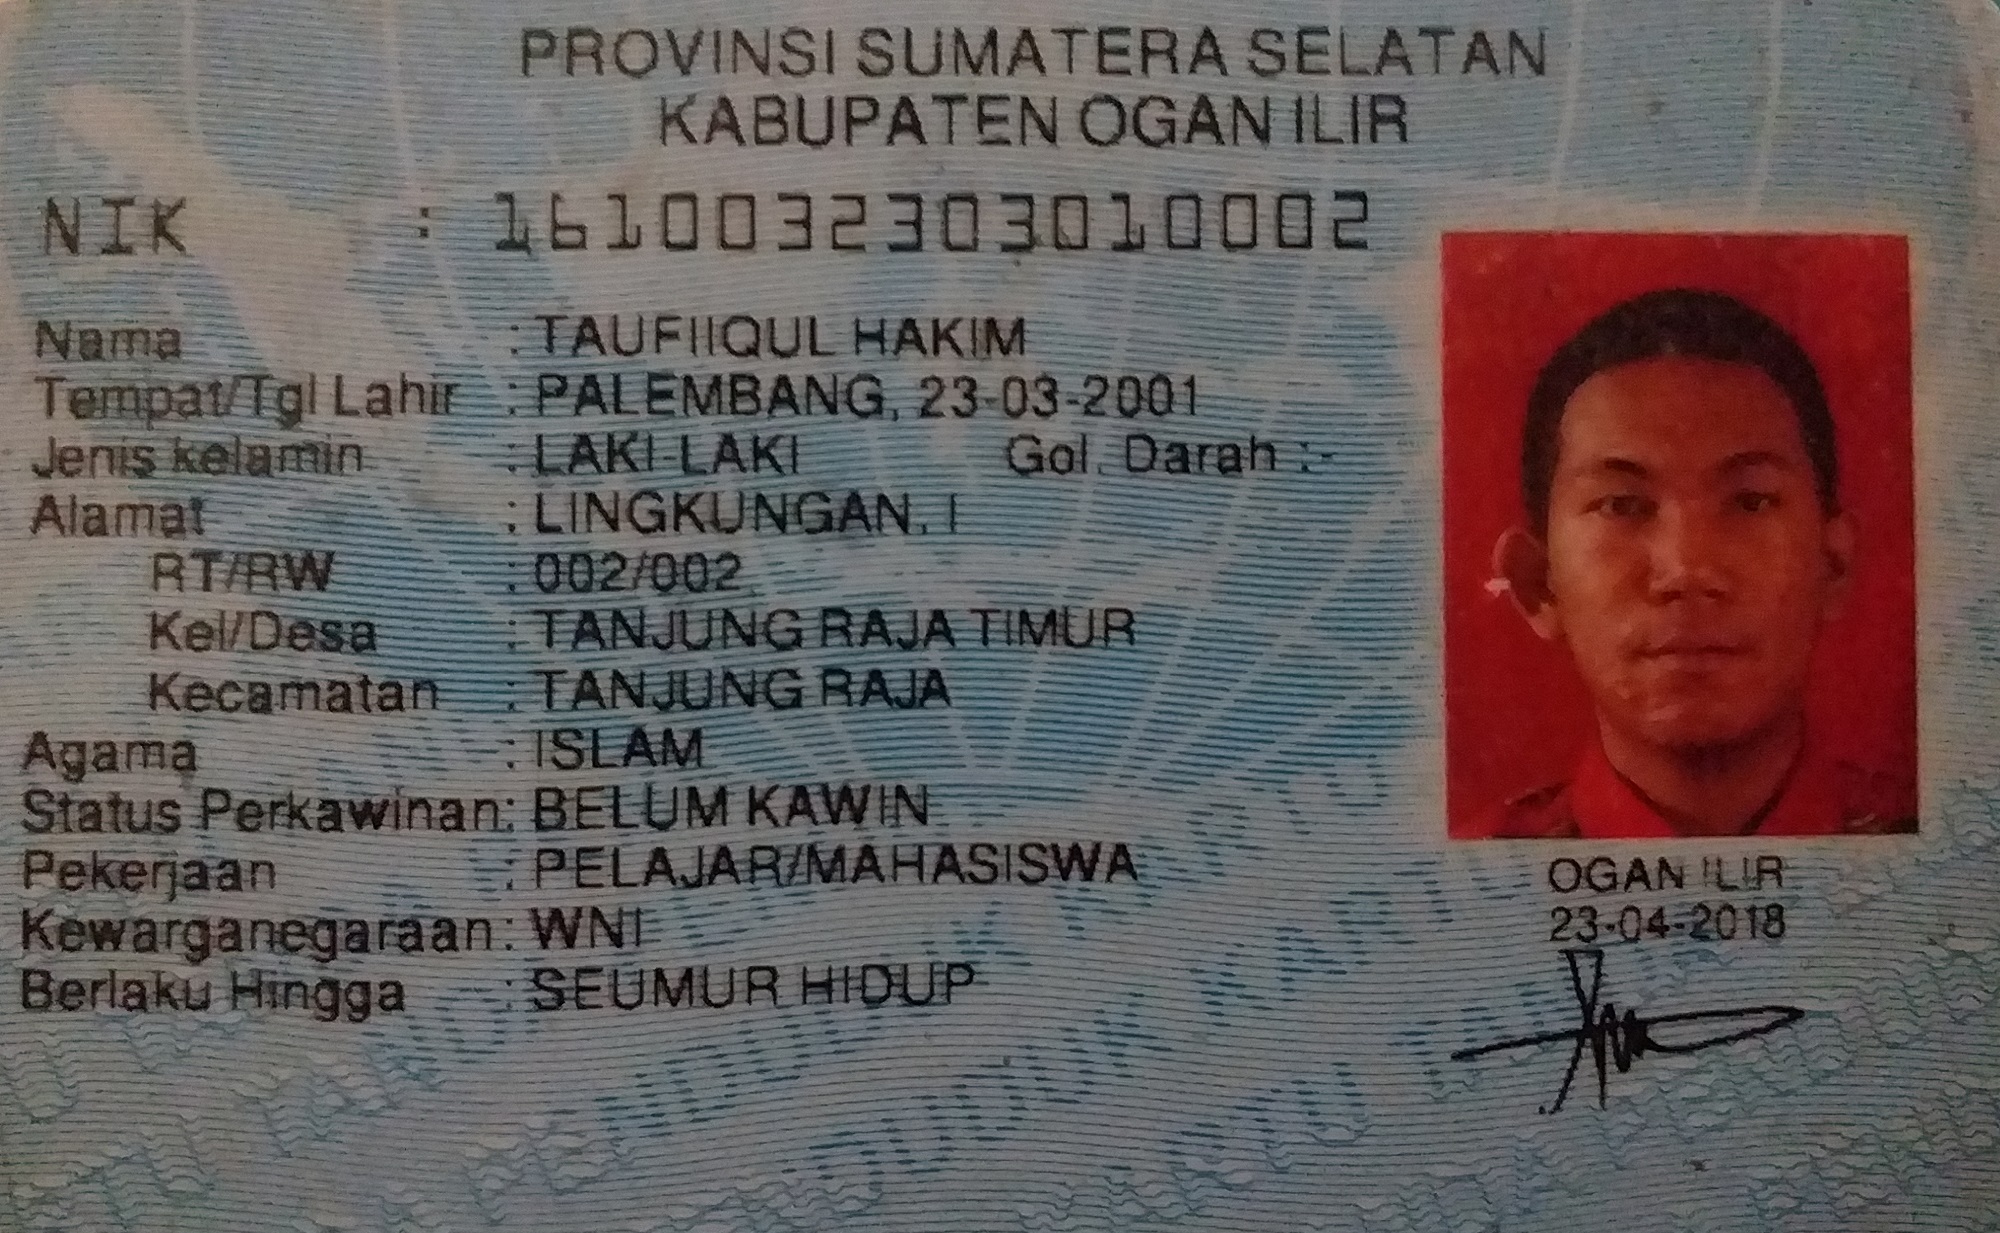 PROVINSI SUMATERA SELATAN
KABUPATEN OGAN ILIR
NIK : 1610032303010002
Nama : TAUFIIQUL HAKIM
Tempat/Tgl Lahir : PALEMBANG, 23-03-2001
Jenis kelamin : LAKI-LAKI Gol. Darah :-
Alamat : LINGKUNGAN. I
RT/RW : 002/002
Kel/Desa : TANJUNG RAJA TIMUR
Kecamatan : TANJUNG RAJA
Agama : ISLAM
Status Perkawinan: BELUM KAWIN
Pekerjaan : PELAJAR/MAHASISWA
Kewarganegaraan: WNI
Berlaku Hingga : SEUMUR HIDUP
OGAN ILIR
23-04-2018